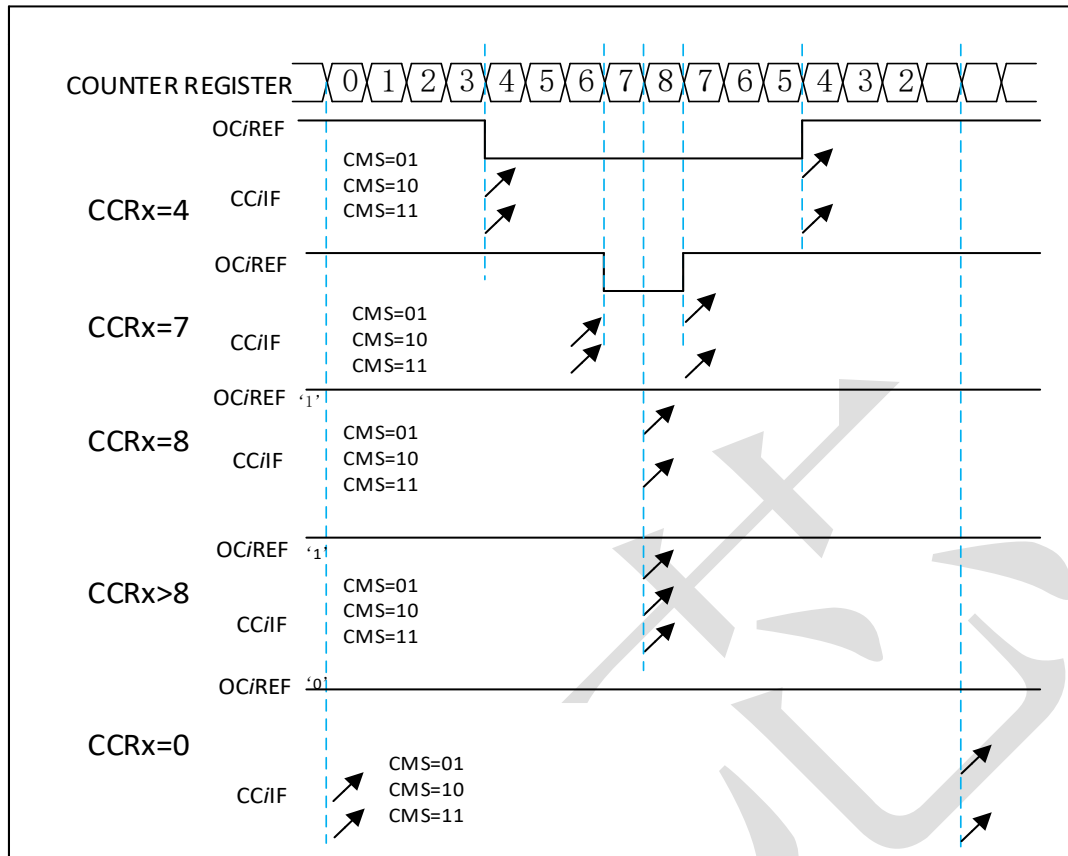 COUNTER REGISTER 0 1 2 3 4 5 6 7 8 7 6 5 4 3 2
OCiREF
CMS=01
CMS=10
CMS=11
CCiIF
CCRx=4
OCiREF
CMS=01
CMS=10
CMS=11
CCiIF
CCRx=7
OCiREF ‘1’
CMS=01
CMS=10
CMS=11
CCiIF
CCRx=8
OCiREF ‘1’
CMS=01
CMS=10
CMS=11
CCiIF
CCRx>8
OCiREF ‘0’
CCRx=0
CMS=01
CMS=10
CMS=11
CCiIF